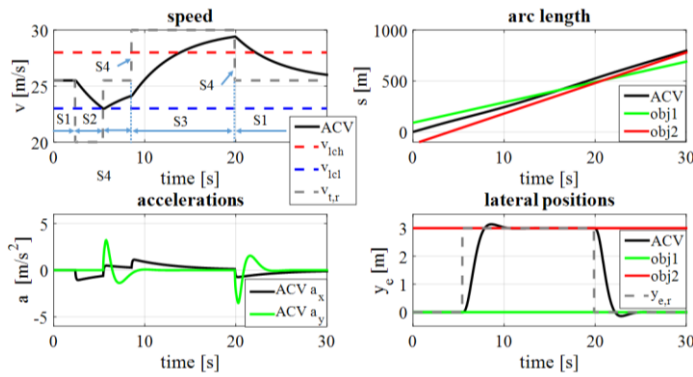 speed
30
25
20
v [m/s]
S4
S4
S1
S2
S3
S1
S4
ACV
v_lch
v_lcl
v_t,r
0
10
20
30
time [s]
arc length
1000
500
0
s [m]
ACV
obj1
obj2
0
10
20
30
time [s]
accelerations
5
0
-5
a [m/s²]
ACV a_x
ACV a_y
0
10
20
30
time [s]
lateral positions
4
3
2
1
0
y_e [m]
ACV
obj1
obj2
y_e,r
0
10
20
30
time [s]